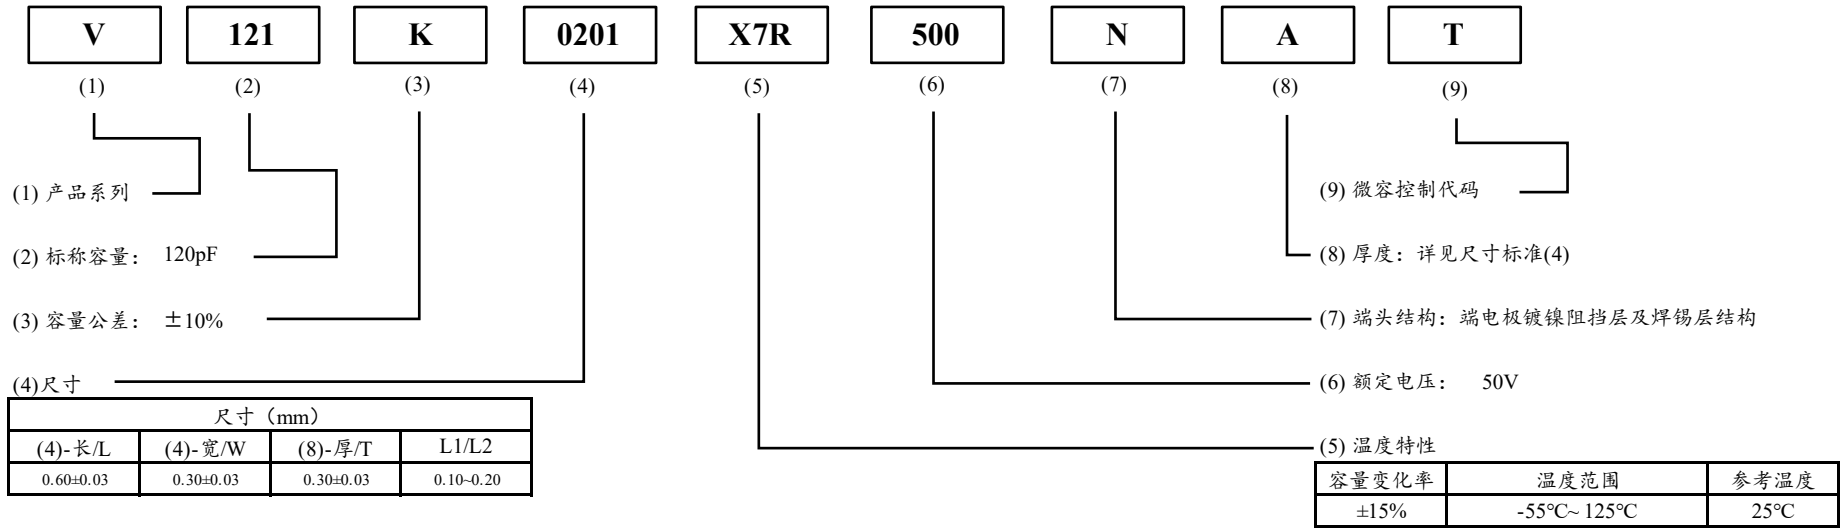 V 121 K 0201 X7R 500 N A T
(1) (2) (3) (4) (5) (6) (7) (8) (9)
(1) 产品系列
(9) 微容控制代码
(2) 标称容量： 120pF
(8) 厚度：详见尺寸标准(4)
(3) 容量公差： ±10%
(7) 端头结构：端电极镀镍阻挡层及焊锡层结构
(4)尺寸
(6) 额定电压： 50V
尺寸（mm）
(4)-长/L (4)-宽/W (8)-厚/T L1/L2
0.60±0.03 0.30±0.03 0.30±0.03 0.10~0.20
(5) 温度特性
容量变化率 温度范围 参考温度
±15% -55℃~ 125℃ 25℃